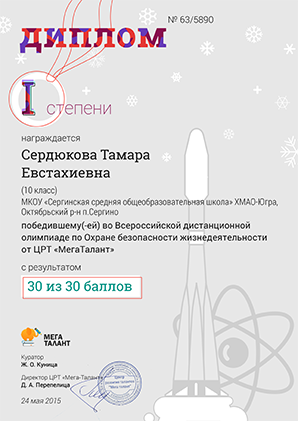 № 63/5890
ДИПЛОМ
I степени
награждается
Сердюкова Тамара
Евстахиевна
(10 класс)
МКОУ «Сергинская средняя общеобразовательная школа» ХМАО-Югра,
Октябрьский р-н п.Сергино
победившему(-ей) во Всероссийской дистанционной
олимпиаде по Охране безопасности жизнедеятельности
от ЦРТ «МегаТалант»
с результатом
30 из 30 баллов
МЕГА
ТАЛАНТ
Куратор
Ж. О. Куница
Директор ЦРТ «Мега-Талант»
Д. А. Перепелица
24 мая 2015